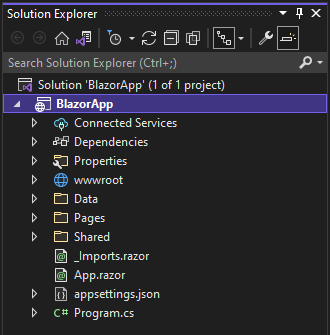 Solution Explorer
Search Solution Explorer (Ctrl+;)
Solution 'BlazorApp' (1 of 1 project)
BlazorApp
Connected Services
Dependencies
Properties
wwwroot
Data
Pages
Shared
_Imports.razor
App.razor
appsettings.json
C# Program.cs